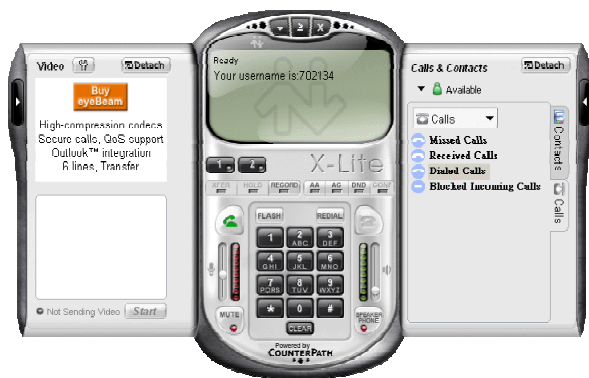 Video
Detach
Buy
eyeBeam
High-compression codecs
Secure calls, QoS support
Outlook™ integration
6 lines, Transfer
Not Sending Video
Start
Ready
Your username is:702134
1
2
X-Lite
XFER HOLD RECORD AA AC DND CONF
FLASH
REDIAL
1
2 ABC
3 DEF
4 GHI
5 JKL
6 MNO
7 PQRS
8 TUV
9 WXYZ
*
0
#
MUTE
CLEAR
SPEAKER
PHONE
Powered by
COUNTERPATH
Calls & Contacts
Detach
Available
Calls
Missed Calls
Received Calls
Dialed Calls
Blocked Incoming Calls
Contacts
Calls